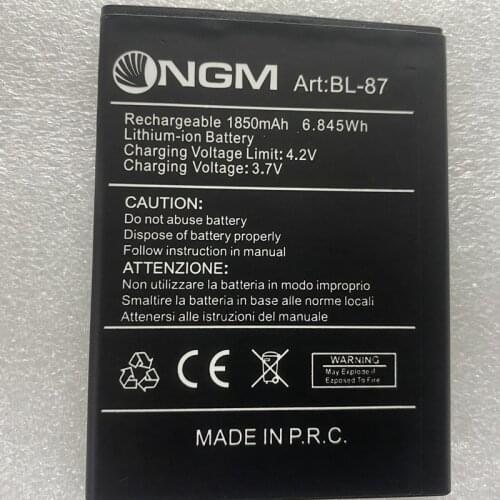 NGM Art:BL-87
Rechargeable 1850mAh 6.845Wh
Lithium-ion Battery
Charging Voltage Limit: 4.2V
Charging Voltage: 3.7V
CAUTION:
Do not abuse battery
Dispose of battery properly
Follow instruction in manual
ATTENZIONE:
Non utilizzare la batteria in modo improprio
Smaltire la batteria in base alle norme locali
Attenersi alle istruzioni del manuale
CE
WARNING
May Explode if
Exposed To Fire
MADE IN P.R.C.